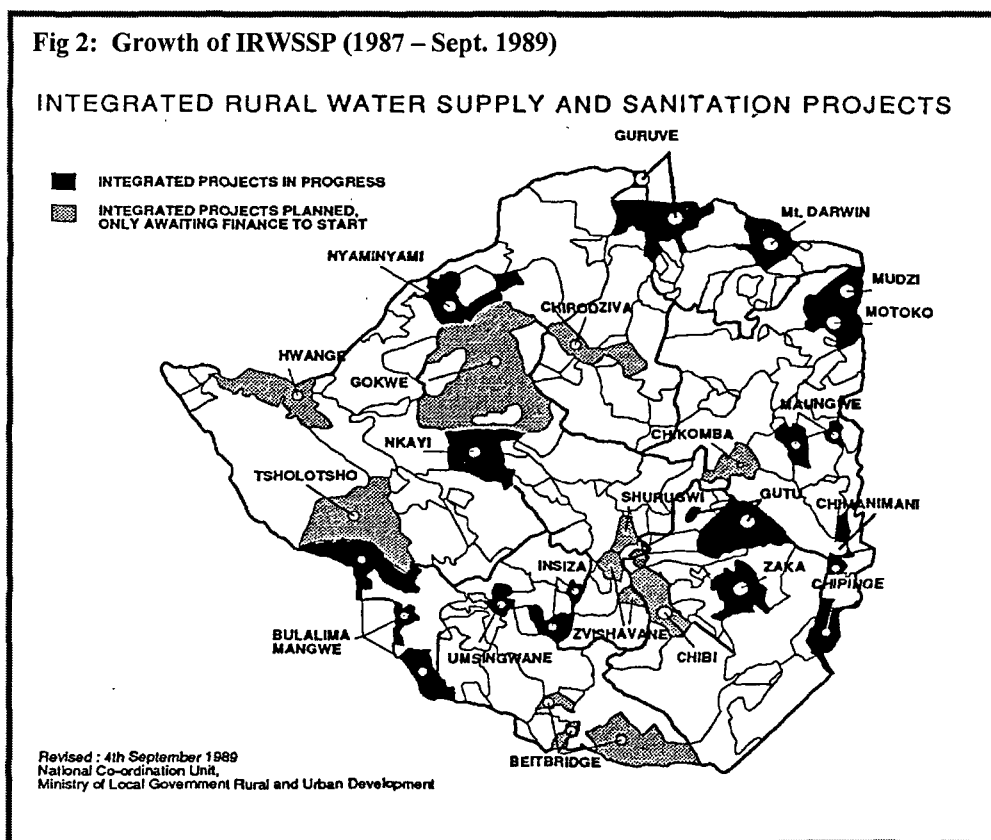 Fig 2: Growth of IRWSSP (1987 – Sept. 1989)
INTEGRATED RURAL WATER SUPPLY AND SANITATION PROJECTS
GURUVE
INTEGRATED PROJECTS IN PROGRESS
INTEGRATED PROJECTS PLANNED,
ONLY AWAITING FINANCE TO START
Mt. DARWIN
NYAMINYAMI
MUDZI
CHIRODZIVA
MOTOKO
HWANGE
GOKWE
MAUNGWE
NKAYI
CHIKOMBA
TSHOLOTSHO
SHURUGWI
GUTU
CHIMANIMANI
INSIZA
ZAKA
CHIPINGE
BULALIMA
MANGWE
ZVISHAVANE
UMSINGWANE
CHIBI
BEITBRIDGE
Revised : 4th September 1989
National Co-ordination Unit,
Ministry of Local Government Rural and Urban Development